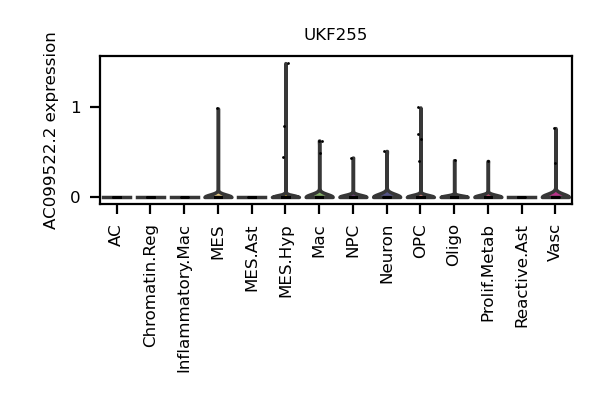 UKF255
AC099522.2 expression
1
0
AC
Chromatin.Reg
Inflammatory.Mac
MES
MES.Ast
MES.Hyp
Mac
NPC
Neuron
OPC
Oligo
Prolif.Metab
Reactive.Ast
Vasc